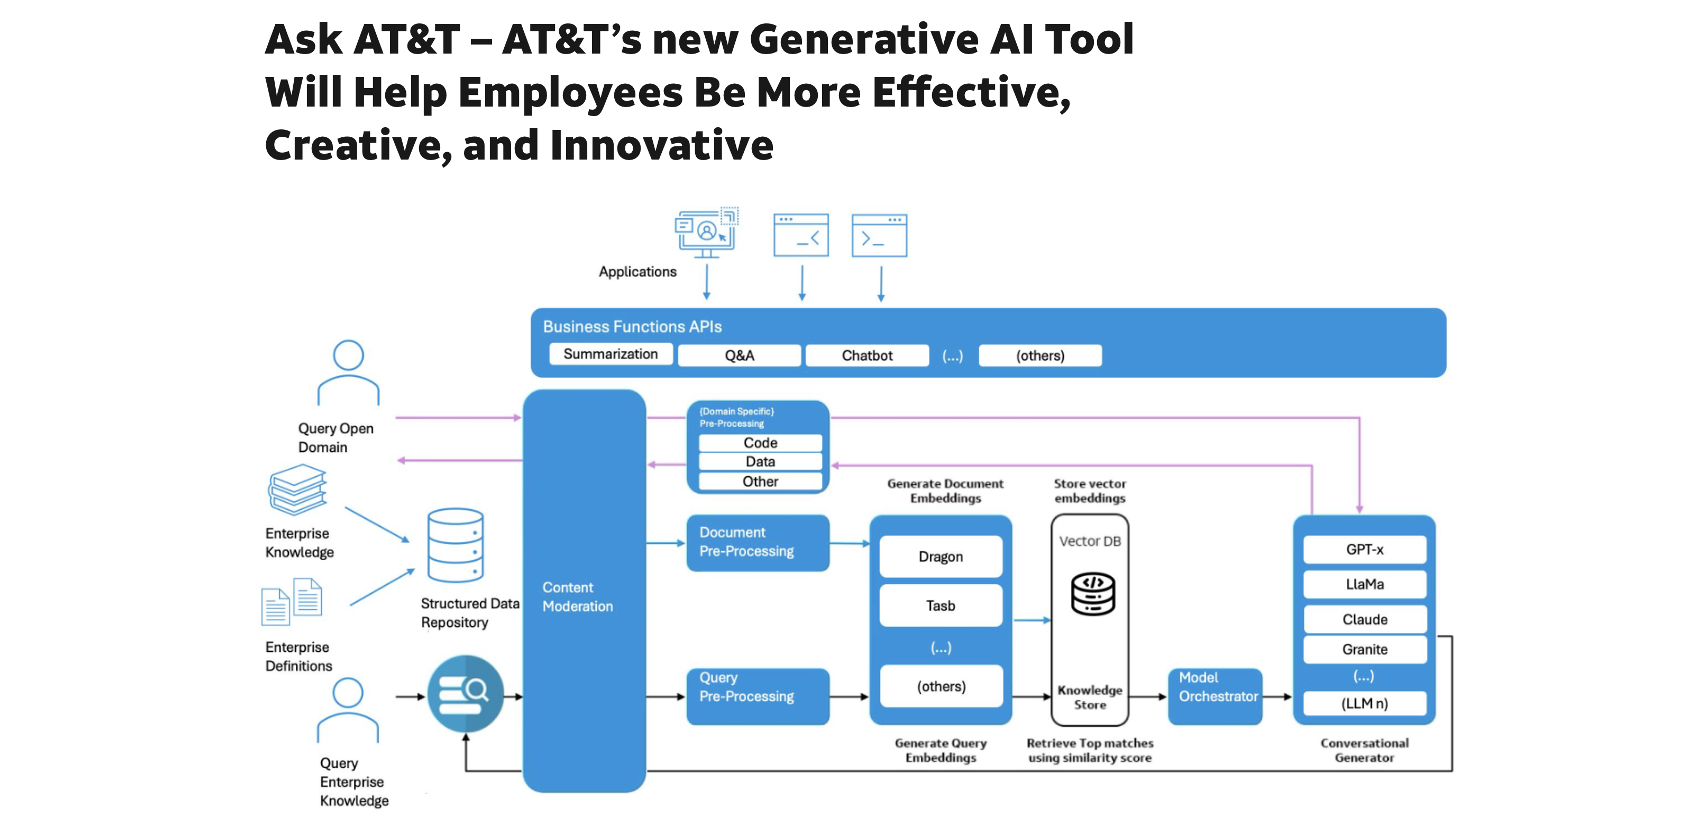 Ask AT&T – AT&T's new Generative AI Tool
Will Help Employees Be More Effective,
Creative, and Innovative
Applications
Business Functions APIs
Summarization
Q&A
Chatbot
(...)
(others)
Query Open
Domain
{Domain Specific}
Pre-Processing
Code
Data
Other
Enterprise
Knowledge
Enterprise
Definitions
Structured Data
Repository
Content
Moderation
Document
Pre-Processing
Generate Document
Embeddings
Dragon
Tasb
(...)
(others)
Generate Query
Embeddings
Store vector
embeddings
Vector DB
Knowledge
Store
Retrieve Top matches
using similarity score
Query
Pre-Processing
Model
Orchestrator
GPT-x
LlaMa
Claude
Granite
(...)
(LLM n)
Conversational
Generator
Query
Enterprise
Knowledge